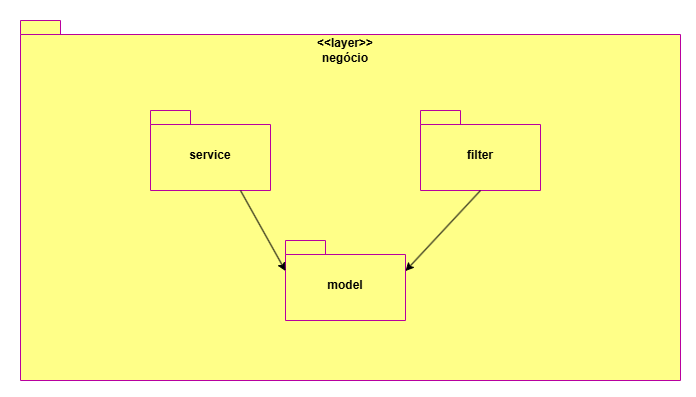 <<layer>>
negócio
service
filter
model